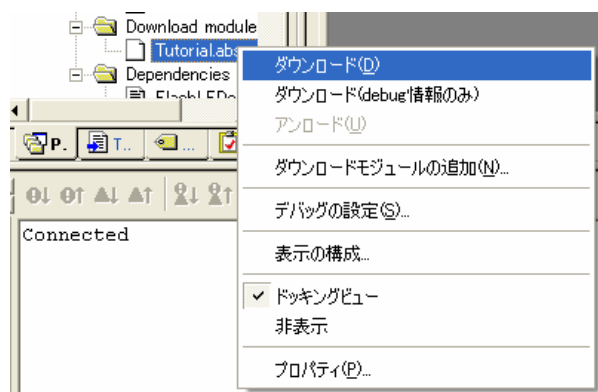 Download module
Tutorial.abs
Dependencies
ダウンロード(D)
ダウンロード(debug情報のみ)
アンロード(U)
ダウンロードモジュールの追加(N)...
デバッグの設定(S)...
表示の構成...
ドッキングビュー
非表示
プロパティ(P)...
P.
T..
...
Connected